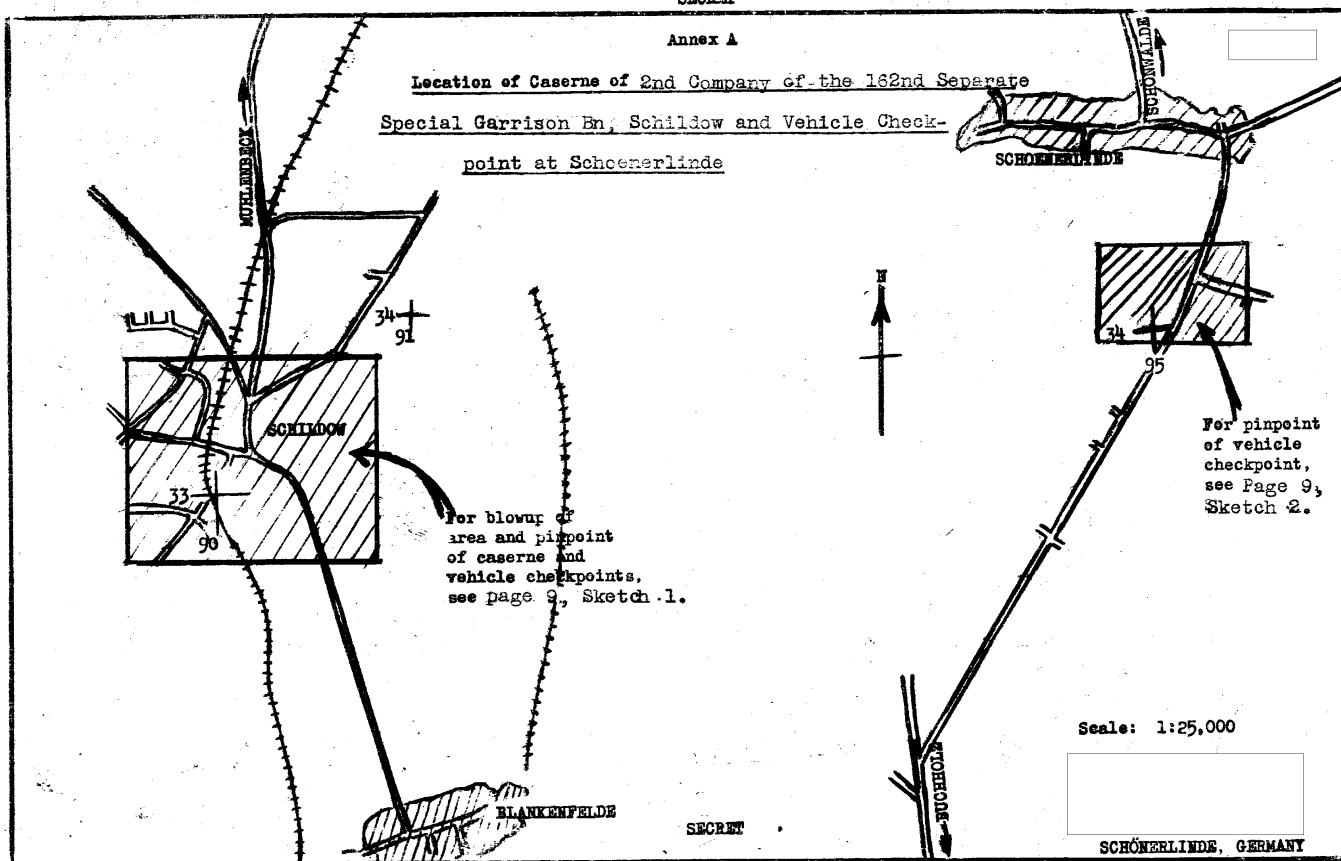 SECRET
Annex A
Location of Caserne of 2nd Company of the 162nd Separate
Special Garrison Bn, Schildow and Vehicle Check-
point at Schoenerlinde
MUHLENBECK
SCHÖNWALDE
SCHOENERLINDE
N
34
91
34
95
SCHILDOW
33
90
For pinpoint
of vehicle
checkpoint,
see Page 9,
Sketch 2.
For blowup of
area and pinpoint
of caserne and
vehicle checkpoints,
see page 9, Sketch 1.
Scale: 1:25,000
BUCHHOLZ
BLANKENFELDE
SECRET
SCHÖNERLINDE, GERMANY